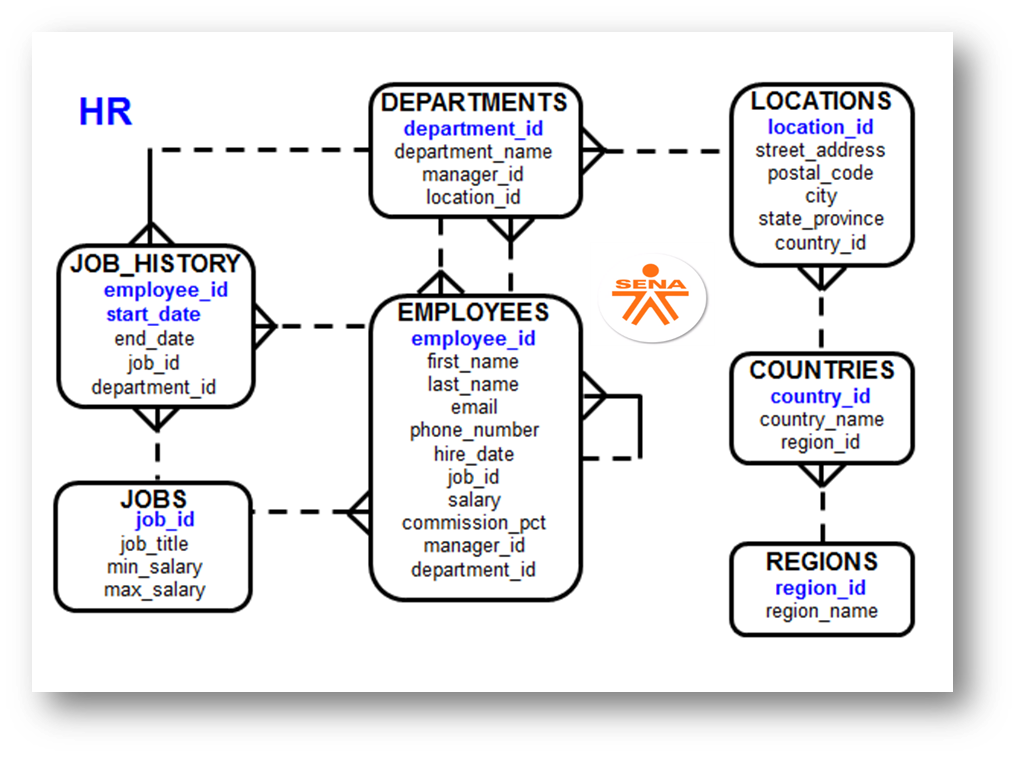 HR
DEPARTMENTS
department_id
department_name
manager_id
location_id
LOCATIONS
location_id
street_address
postal_code
city
state_province
country_id
JOB_HISTORY
employee_id
start_date
end_date
job_id
department_id
EMPLOYEES
employee_id
first_name
last_name
email
phone_number
hire_date
job_id
salary
commission_pct
manager_id
department_id
SENA
COUNTRIES
country_id
country_name
region_id
JOBS
job_id
job_title
min_salary
max_salary
REGIONS
region_id
region_name